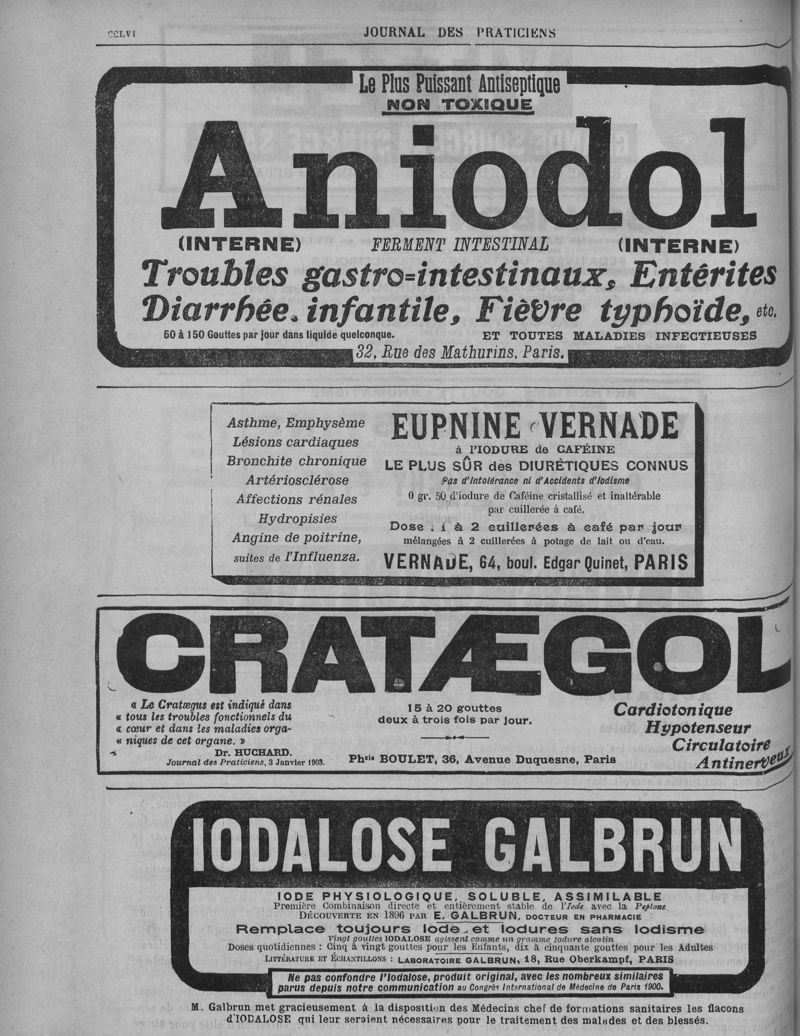 CCLVI
JOURNAL DES PRATICIENS
Le Plus Puissant Antiseptique
NON TOXIQUE
Aniodol
(INTERNE) FERMENT INTESTINAL (INTERNE)
Troubles gastro=intestinaux, Entérites
Diarrhée. infantile, Fièvre typhoïde, etc.
50 à 150 Gouttes par jour dans liquide quelconque. ET TOUTES MALADIES INFECTIEUSES
32, Rue des Mathurins, Paris.
Asthme, Emphysème
Lésions cardiaques
Bronchite chronique
Artériosclérose
Affections rénales
Hydropisies
Angine de poitrine,
suites de l'Influenza.
EUPNINE VERNADE
à l'IODURE de CAFÉINE
LE PLUS SÛR des DIURÉTIQUES CONNUS
Pas d'Intolérance ni d'Accidents d'Iodisme
0 gr. 50 d'iodure de Caféine cristallisé et inaltérable
par cuillerée à café.
Dose : 1 à 2 cuillerées à café par jour
mélangées à 2 cuillerées à potage de lait ou d'eau.
VERNADE, 64, boul. Edgar Quinet, PARIS
CRATÆGOL
« Le Cratæqus est indiqué dans
« tous les troubles fonctionnels du
« cœur et dans les maladies orga-
« niques de cet organe. »
Dr. HUCHARD.
Journal des Praticiens, 3 Janvier 1903.
15 à 20 gouttes
deux à trois fois par jour.
Phcie BOULET, 36, Avenue Duquesne, Paris
Cardiotonique
Hypotenseur
Circulatoire
Antinerveux
IODALOSE GALBRUN
IODE PHYSIOLOGIQUE, SOLUBLE, ASSIMILABLE
Première Combinaison directe et entièrement stable de l'Iode avec la Peptone
DÉCOUVERTE EN 1896 PAR E. GALBRUN, DOCTEUR EN PHARMACIE
Remplace toujours Iode et Iodures sans Iodisme
Vingt gouttes IODALOSE agissent comme un gramme Iodure alcalin
Doses quotidiennes : Cinq à vingt gouttes pour les Enfants, dix à cinquante gouttes pour les Adultes
LITTÉRATURE ET ÉCHANTILLONS : LABORATOIRE GALBRUN, 18, Rue Oberkampf, PARIS
Ne pas confondre l'Iodalose, produit original, avec les nombreux similaires
parus depuis notre communication au Congrès International de Médecine de Paris 1900.
M. Galbrun met gracieusement à la disposition des Médecins chef de formations sanitaires les flacons
d'IODALOSE qui leur seraient nécessaires pour le traitement des malades et des blessés.